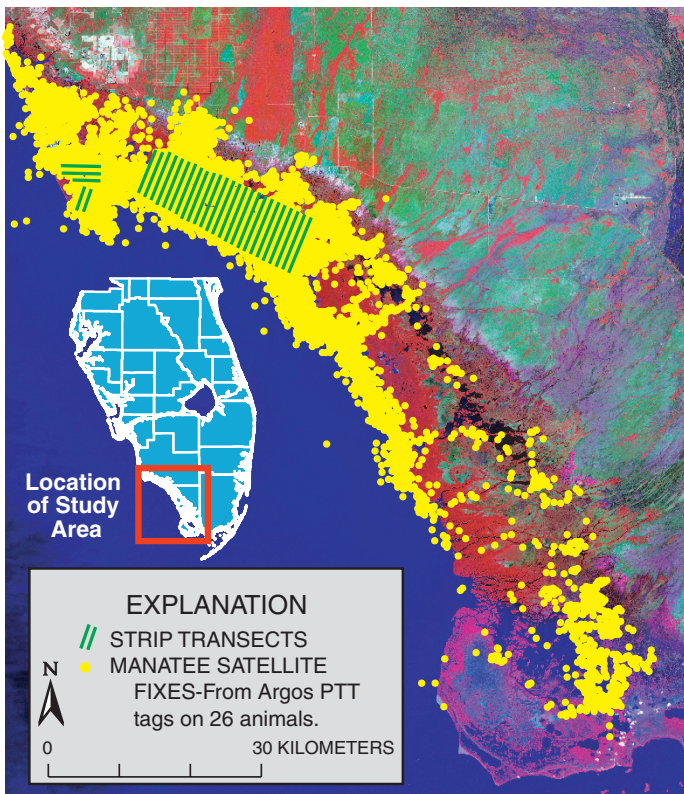 Location
of Study
Area
EXPLANATION
STRIP TRANSECTS
MANATEE SATELLITE
FIXES-From Argos PTT
tags on 26 animals.
N
0 30 KILOMETERS